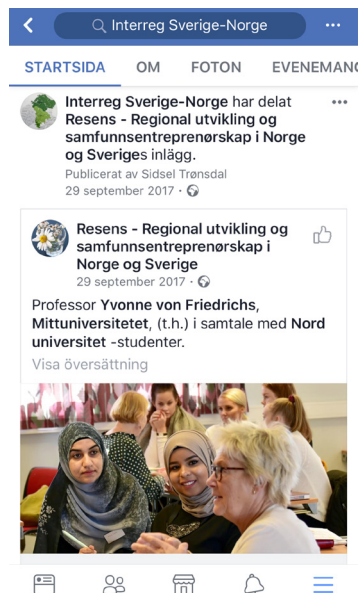 Interreg Sverige-Norge
STARTSIDA OM FOTON EVENEMANG
Interreg Sverige-Norge har delat
Resens - Regional utvikling og
samfunnsentreprenørskap i Norge
og Sveriges inlägg.
Publicerat av Sidsel Trønsdal
29 september 2017 ·
Resens - Regional utvikling og
samfunnsentreprenørskap i
Norge og Sverige
29 september 2017 ·
Professor Yvonne von Friedrichs,
Mittuniversitetet, (t.h.) i samtale med Nord
universitet -studenter.
Visa översättning